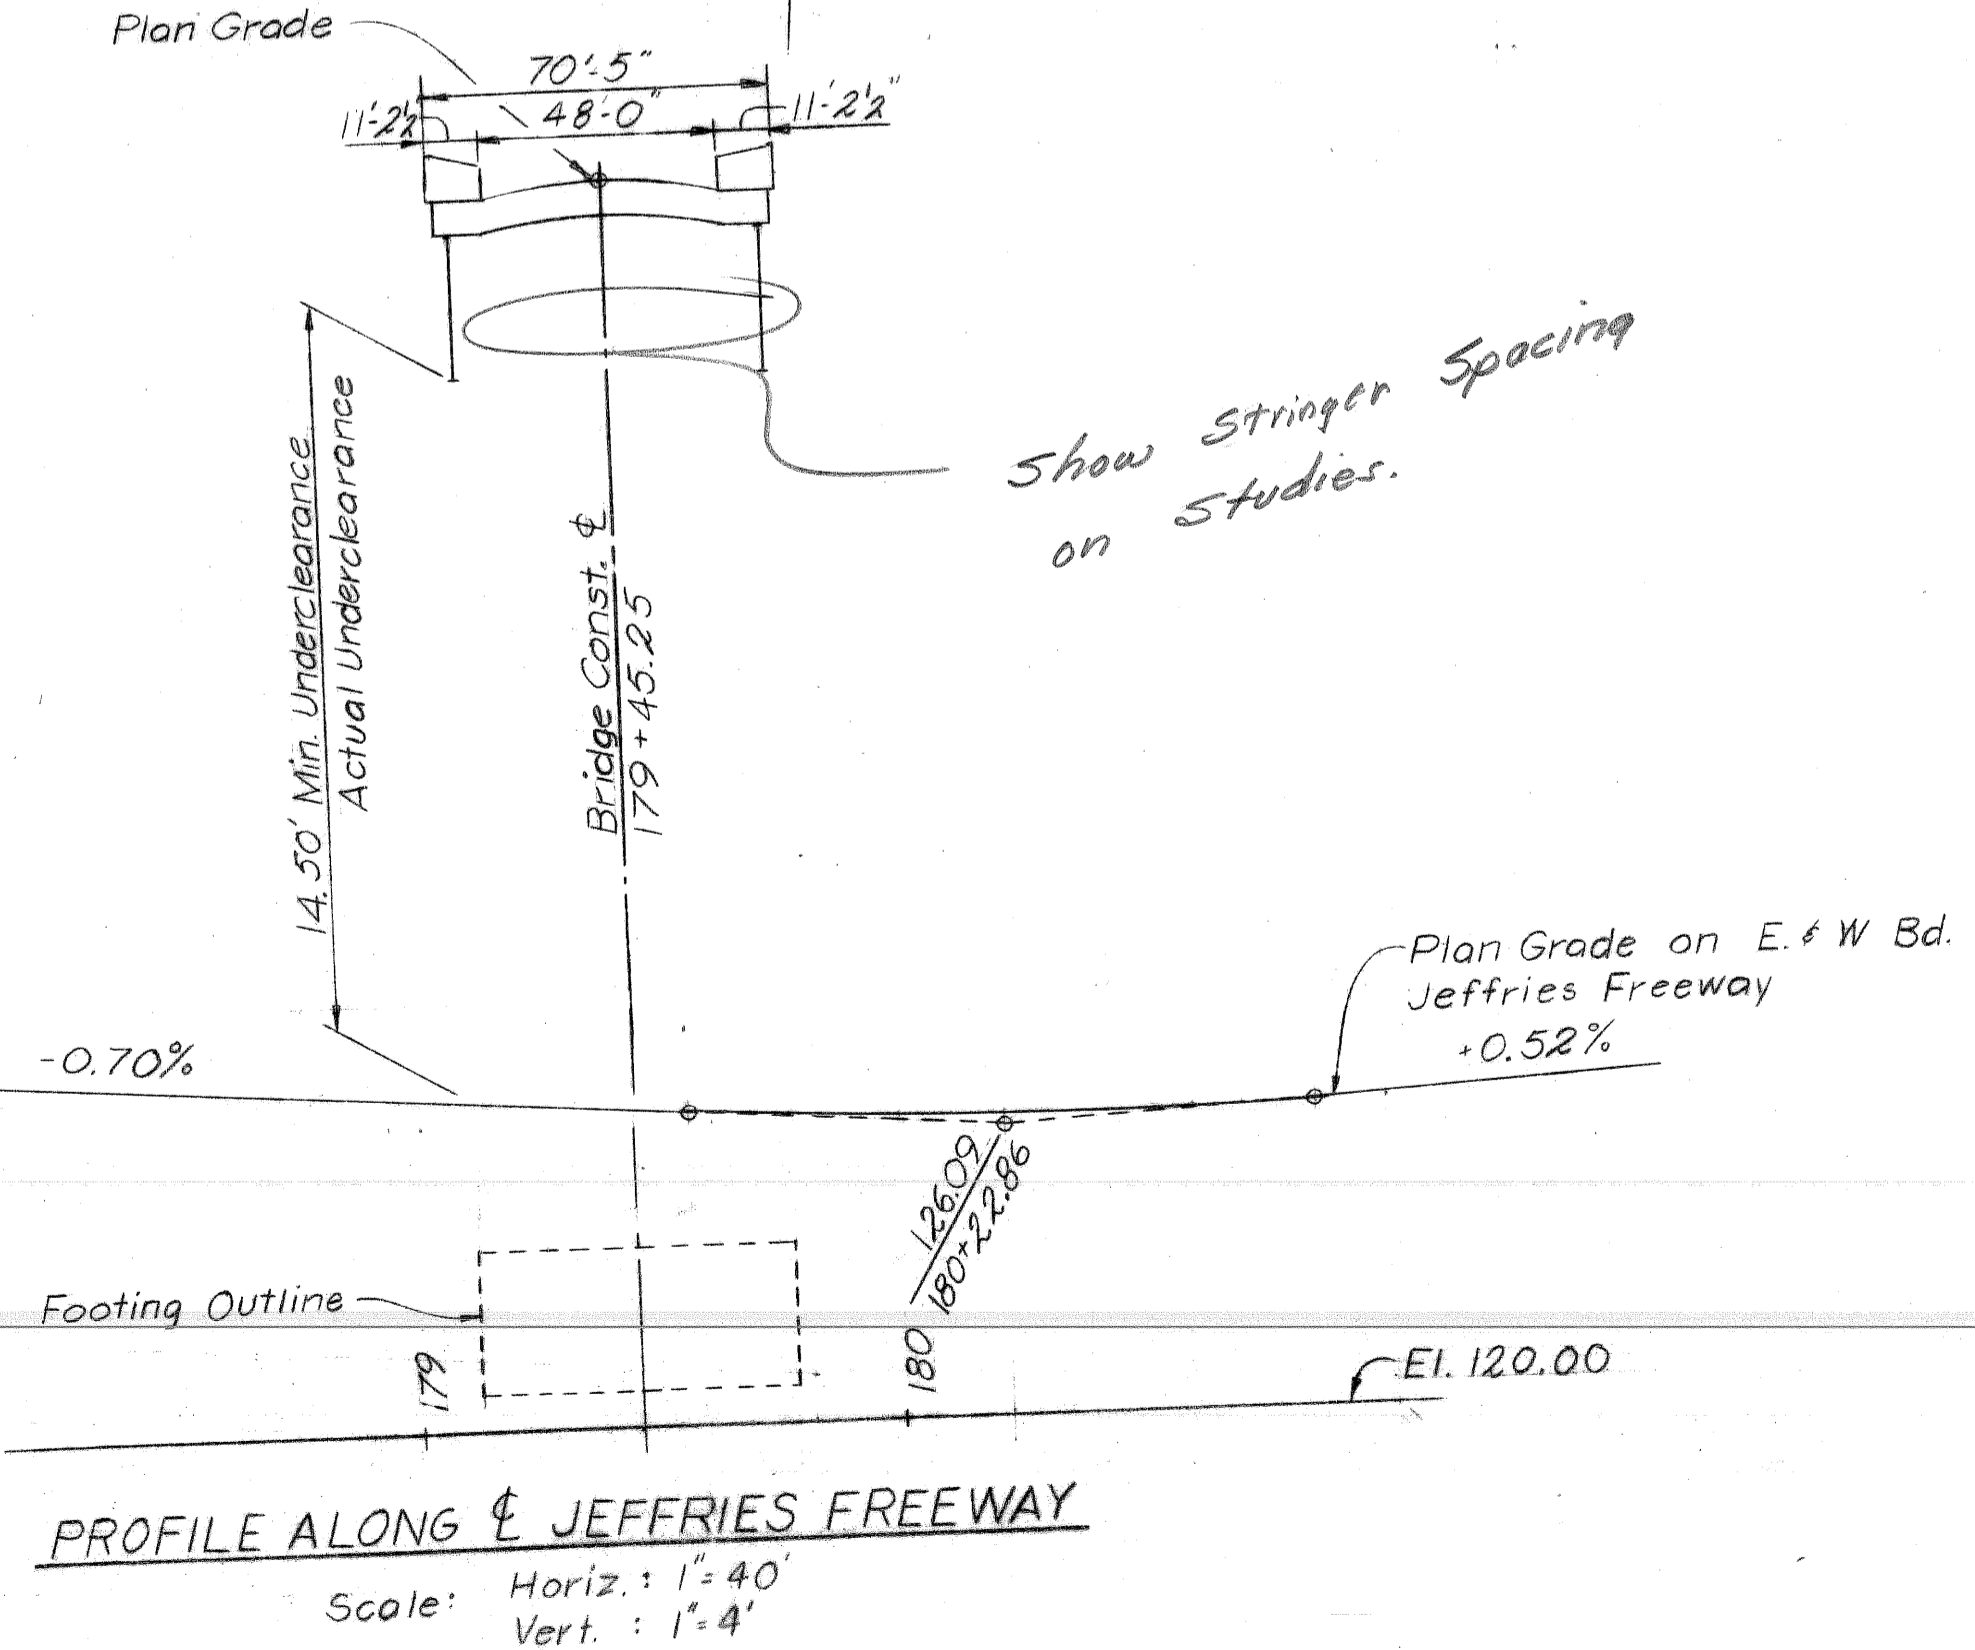 Plan Grade
70'-5"
11'-2½
48'-0"
11'-2½"
Show Stringer Spacing
on Studies.
14.50' Min. Underclearance
Actual Underclearance
Bridge Const. ℄
179+45.25
Plan Grade on E. & W Bd.
Jeffries Freeway
-0.70%
+0.52%
126.09
180+22.86
Footing Outline
179
180
El. 120.00
PROFILE ALONG ℄ JEFFRIES FREEWAY
Scale: Horiz.: 1"=40'
Vert. : 1"=4'